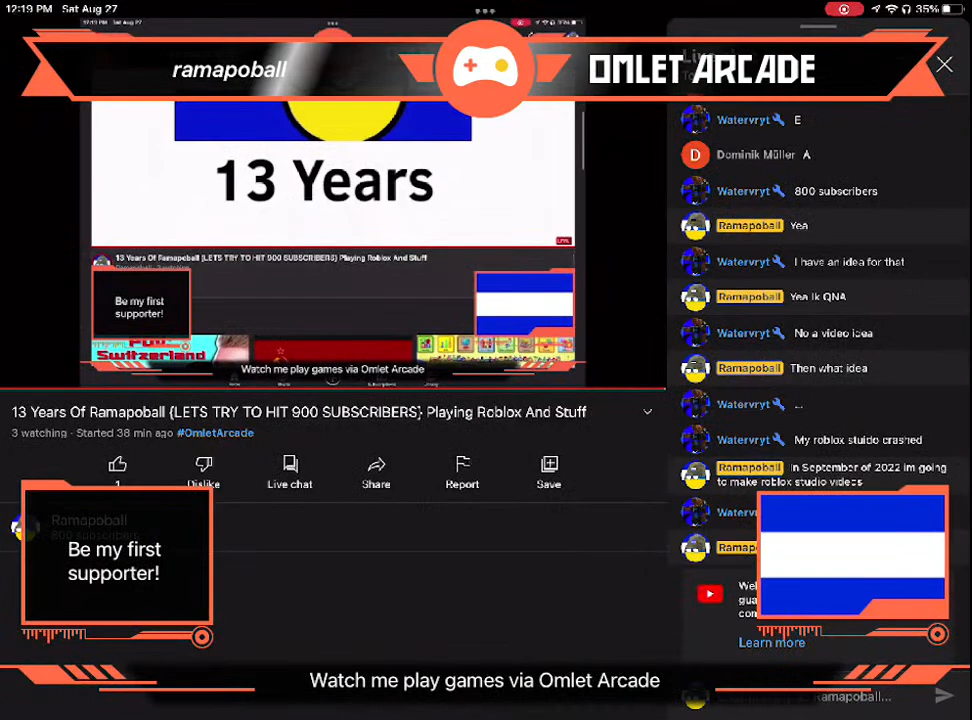 12:19 PM Sat Aug 27
35%
ramapoball
OMLET ARCADE
13 Years
LIVE
13 Years Of Ramapoball {LETS TRY TO HIT 900 SUBSCRIBERS} Playing Roblox And Stuff
Be my first
supporter!
Switzerland
Watch me play games via Omlet Arcade
13 Years Of Ramapoball {LETS TRY TO HIT 900 SUBSCRIBERS} Playing Roblox And Stuff
3 watching · Started 38 min ago #OmletArcade
1
Dislike
Live chat
Share
Report
Save
Ramapoball
800 subscribers
Be my first
supporter!
Watervryt E
D Dominik Müller A
Watervryt 800 subscribers
Ramapoball Yea
Watervryt I have an idea for that
Ramapoball Yea Ik QNA
Watervryt No a video idea
Ramapoball Then what idea
Watervryt ...
Watervryt My roblox stuido crashed
Ramapoball In September of 2022 Im going
to make roblox studio videos
Learn more
Ramapoball...
Watch me play games via Omlet Arcade